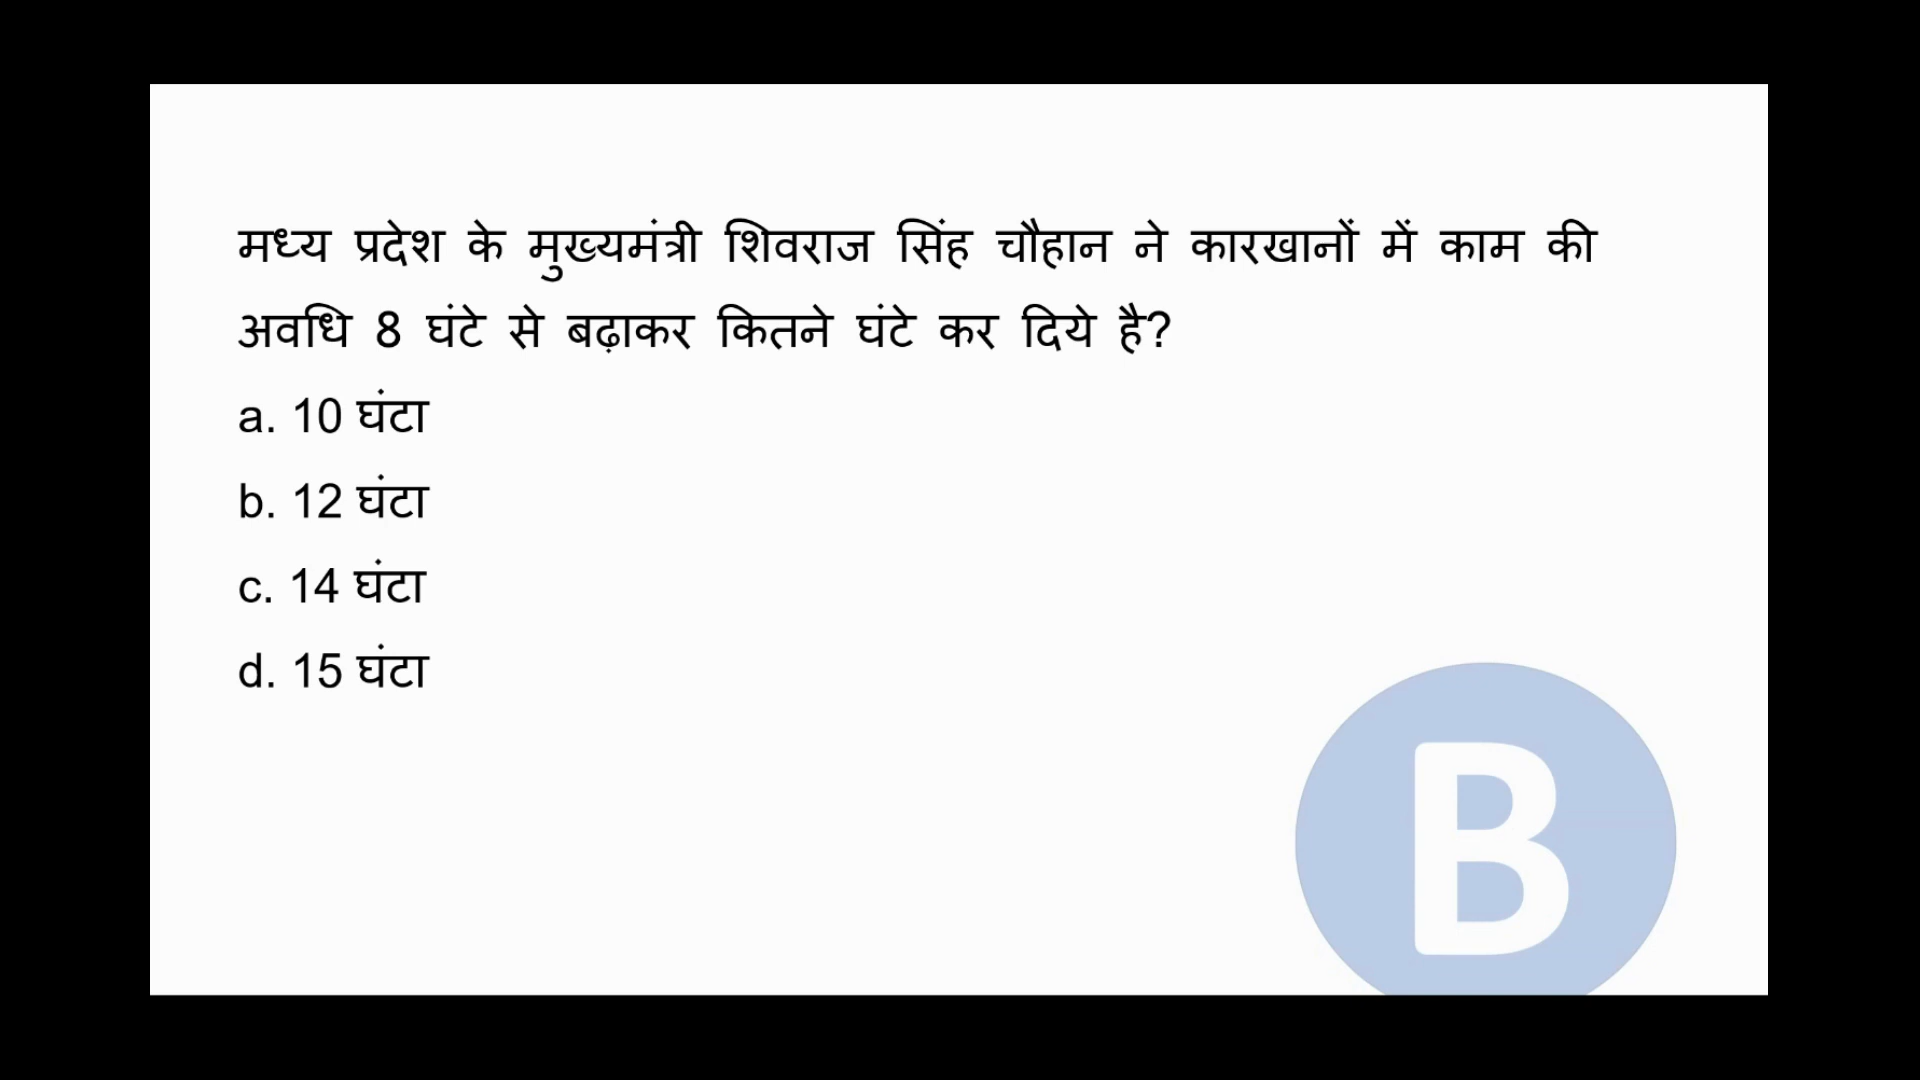 मध्य प्रदेश के मुख्यमंत्री शिवराज सिंह चौहान ने कारखानों में काम की
अवधि 8 घंटे से बढ़ाकर कितने घंटे कर दिये है?
a. 10 घंटा
b. 12 घंटा
c. 14 घंटा
d. 15 घंटा
B